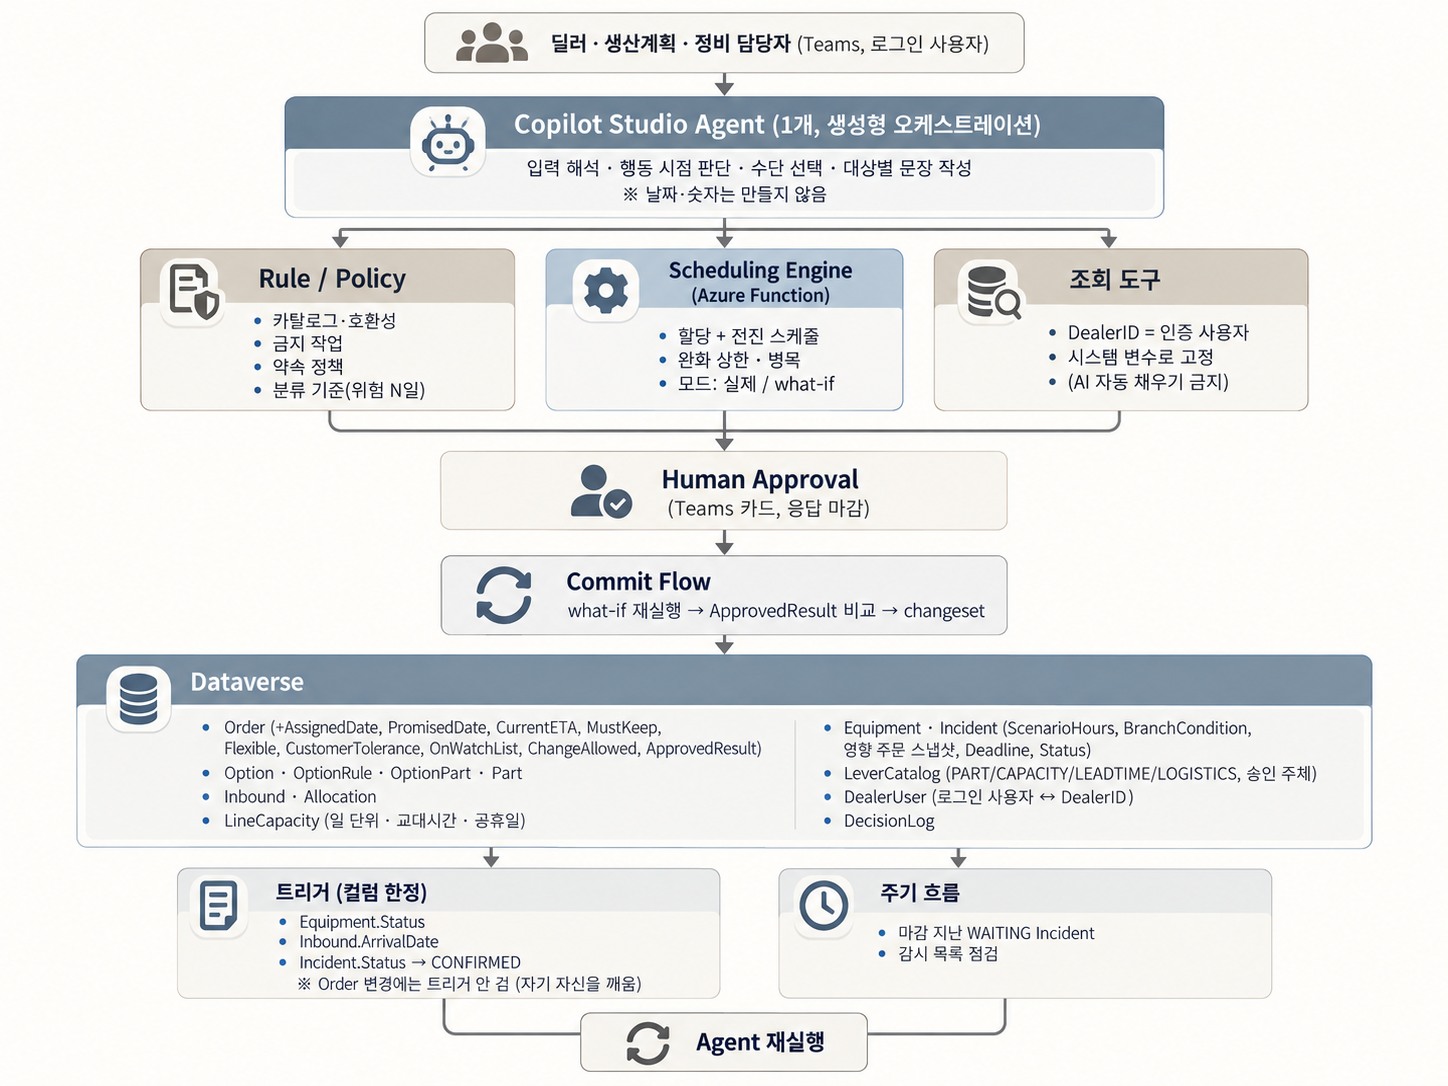 딜러 · 생산계획 · 정비 담당자 (Teams, 로그인 사용자)
Copilot Studio Agent (1개, 생성형 오케스트레이션)
입력 해석 · 행동 시점 판단 · 수단 선택 · 대상별 문장 작성
※ 날짜·숫자는 만들지 않음
Rule / Policy
• 카탈로그·호환성
• 금지 작업
• 약속 정책
• 분류 기준(위험 N일)
Scheduling Engine
(Azure Function)
• 할당 + 전진 스케줄
• 완화 상한 · 병목
• 모드: 실제 / what-if
조회 도구
• DealerID = 인증 사용자
• 시스템 변수로 고정
• (AI 자동 채우기 금지)
Human Approval
(Teams 카드, 응답 마감)
Commit Flow
what-if 재실행 → ApprovedResult 비교 → changeset
Dataverse
• Order (+AssignedDate, PromisedDate, CurrentETA, MustKeep,
Flexible, CustomerTolerance, OnWatchList, ChangeAllowed, ApprovedResult)
• Option · OptionRule · OptionPart · Part
• Inbound · Allocation
• LineCapacity (일 단위 · 교대시간 · 공휴일)
• Equipment · Incident (ScenarioHours, BranchCondition,
영향 주문 스냅샷, Deadline, Status)
• LeverCatalog (PART/CAPACITY/LEADTIME/LOGISTICS, 송인 주체)
• DealerUser (로그인 사용자 ↔ DealerID)
• DecisionLog
트리거 (컬럼 한정)
• Equipment.Status
• Inbound.ArrivalDate
• Incident.Status → CONFIRMED
※ Order 변경에는 트리거 안 검 (자기 자신을 깨움)
주기 흐름
• 마감 지난 WAITING Incident
• 감시 목록 점검
Agent 재실행